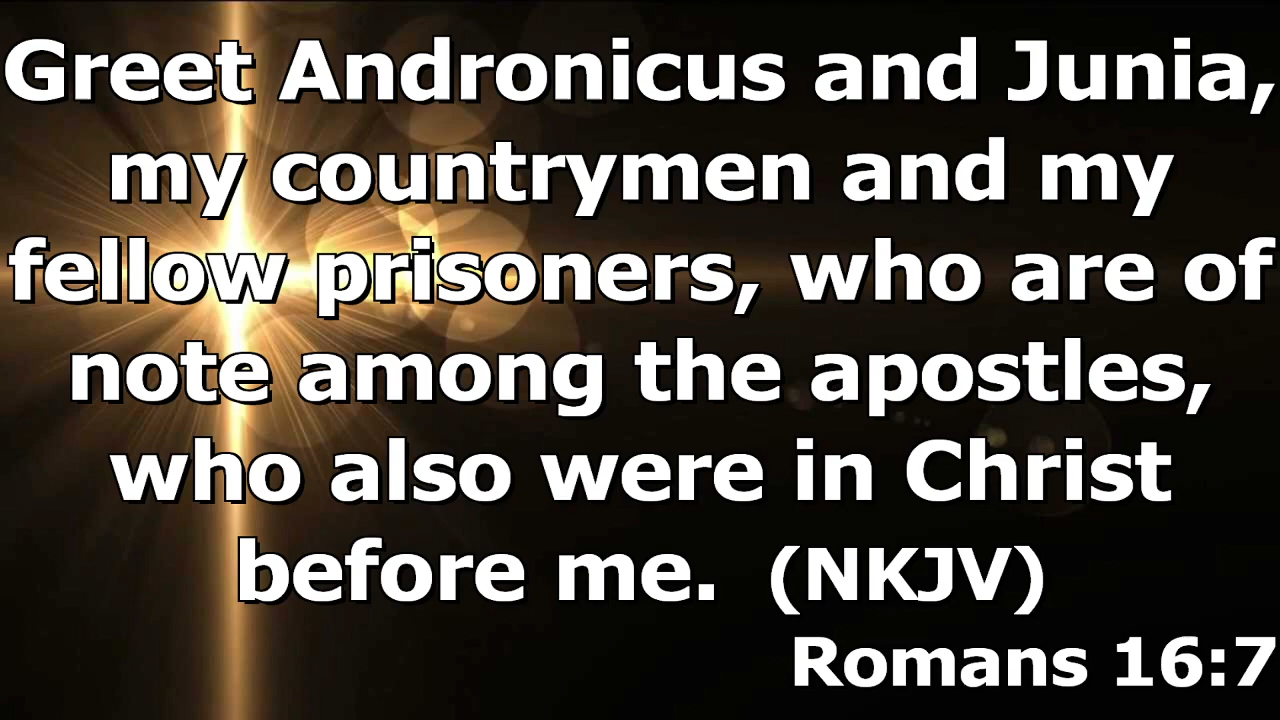 Greet Andronicus and Junia,
my countrymen and my
fellow prisoners, who are of
note among the apostles,
who also were in Christ
before me.  (NKJV)
Romans 16:7